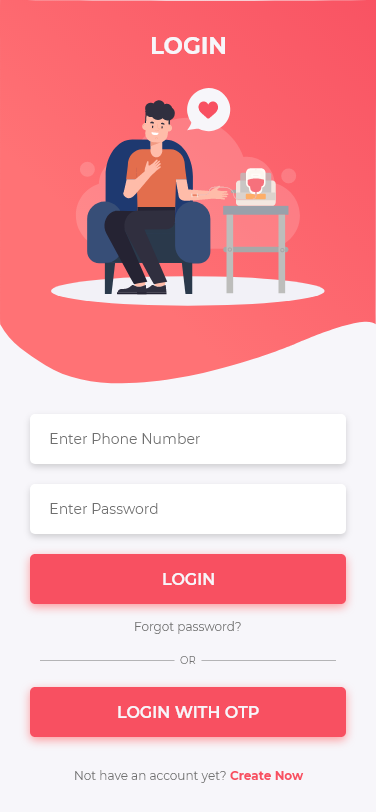 LOGIN
Enter Phone Number
Enter Password
LOGIN
Forgot password?
OR
LOGIN WITH OTP
Not have an account yet? Create Now